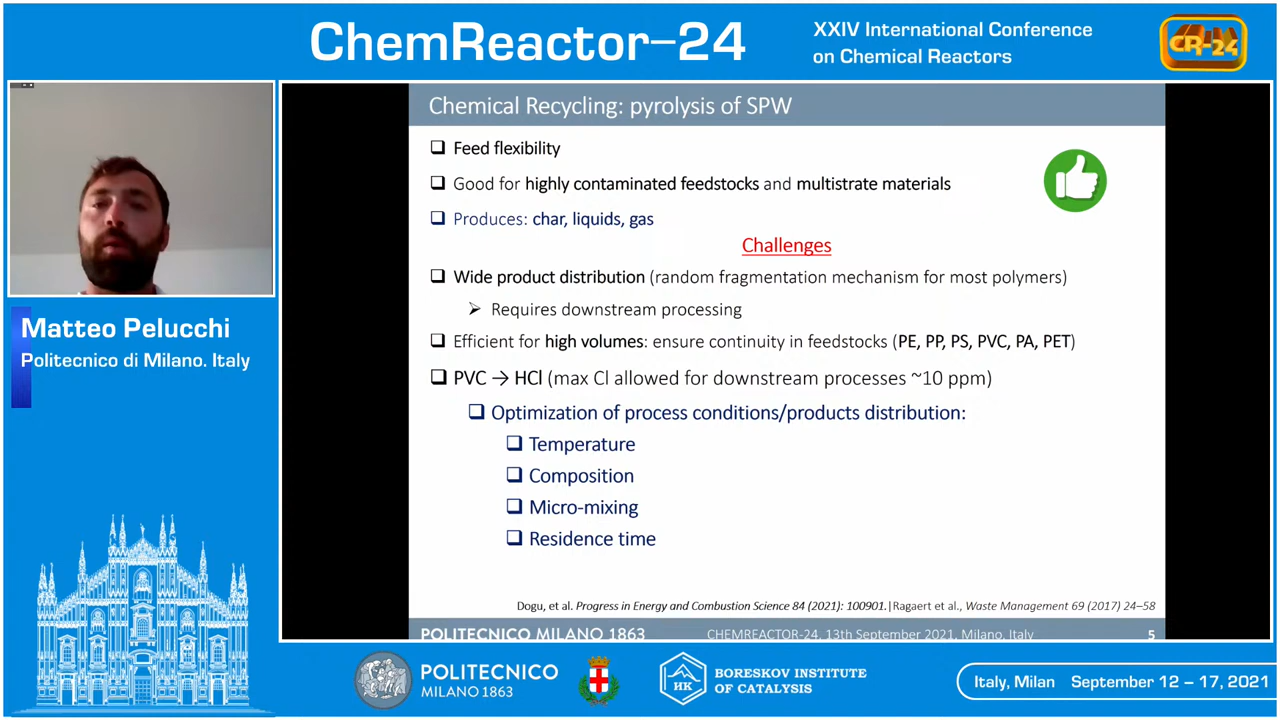 ChemReactor–24
XXIV International Conference
on Chemical Reactors
CR-24
Chemical Recycling: pyrolysis of SPW
Feed flexibility
Good for highly contaminated feedstocks and multistrate materials
Produces: char, liquids, gas
Challenges
Wide product distribution (random fragmentation mechanism for most polymers)
Requires downstream processing
Efficient for high volumes: ensure continuity in feedstocks (PE, PP, PS, PVC, PA, PET)
PVC → HCl (max Cl allowed for downstream processes ~10 ppm)
Optimization of process conditions/products distribution:
Temperature
Composition
Micro-mixing
Residence time
Dogu, et al. Progress in Energy and Combustion Science 84 (2021): 100901.|Ragaert et al., Waste Management 69 (2017) 24–58
POLITECNICO MILANO 1863
CHEMREACTOR-24, 13th September 2021, Milano, Italy
5
Matteo Pelucchi
Politecnico di Milano. Italy
POLITECNICO
MILANO 1863
НК
BORESKOV INSTITUTE
OF CATALYSIS
Italy, Milan September 12 – 17, 2021